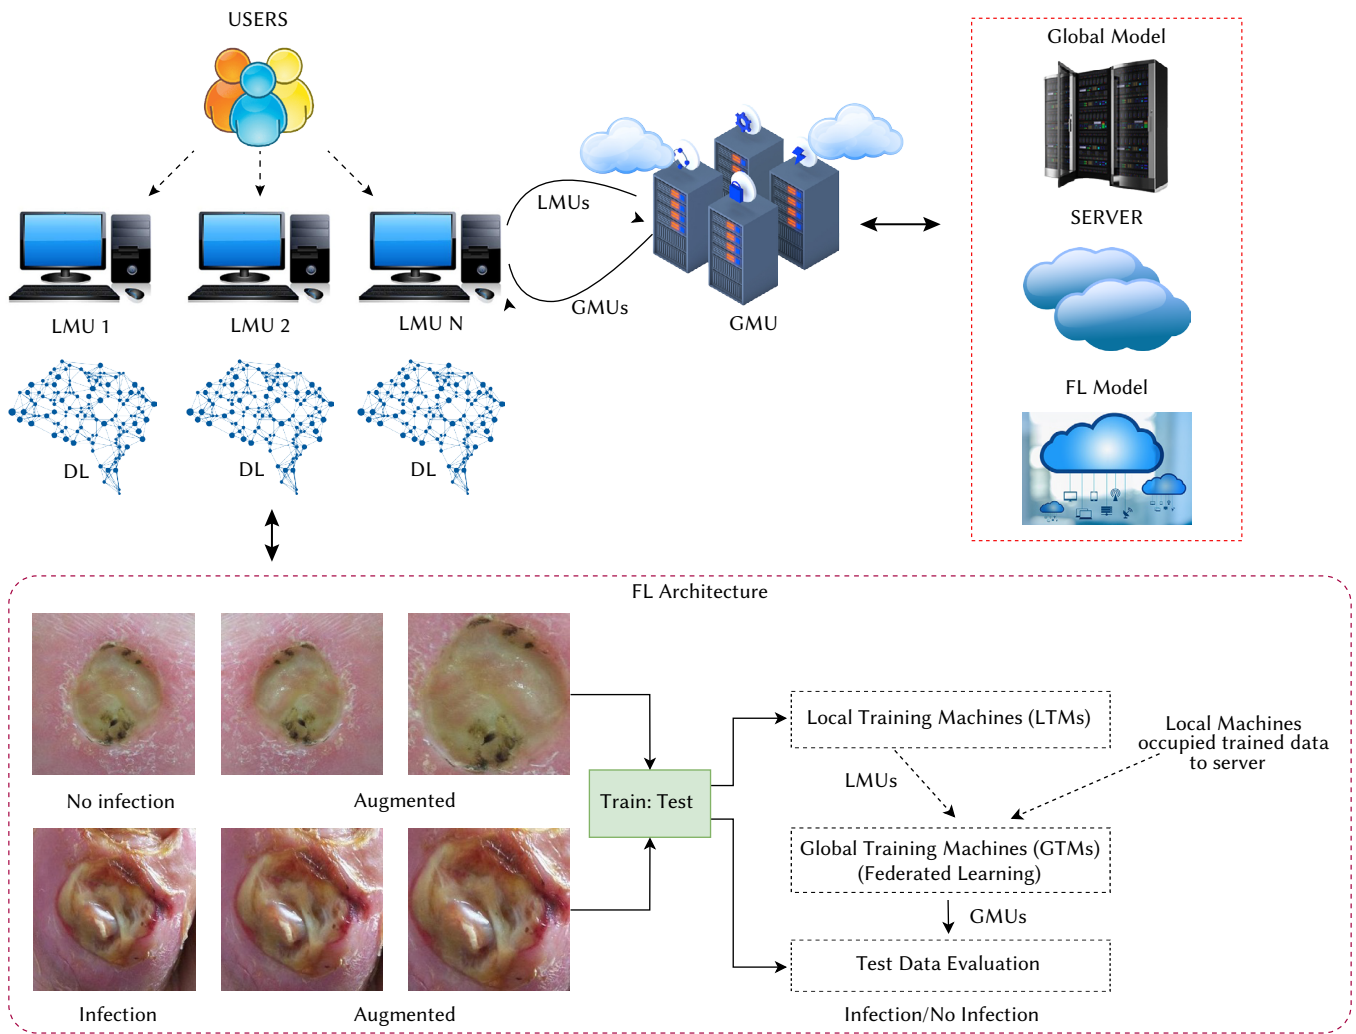 USERS
Global Model
LMUs
SERVER
GMUs
LMU 1
LMU 2
LMU N
GMU
FL Model
DL
DL
DL
FL Architecture
Local Training Machines (LTMs)
Local Machines
occupied trained data
to server
LMUs
No infection
Augmented
Train: Test
Global Training Machines (GTMs)
(Federated Learning)
GMUs
Test Data Evaluation
Infection
Augmented
Infection/No Infection